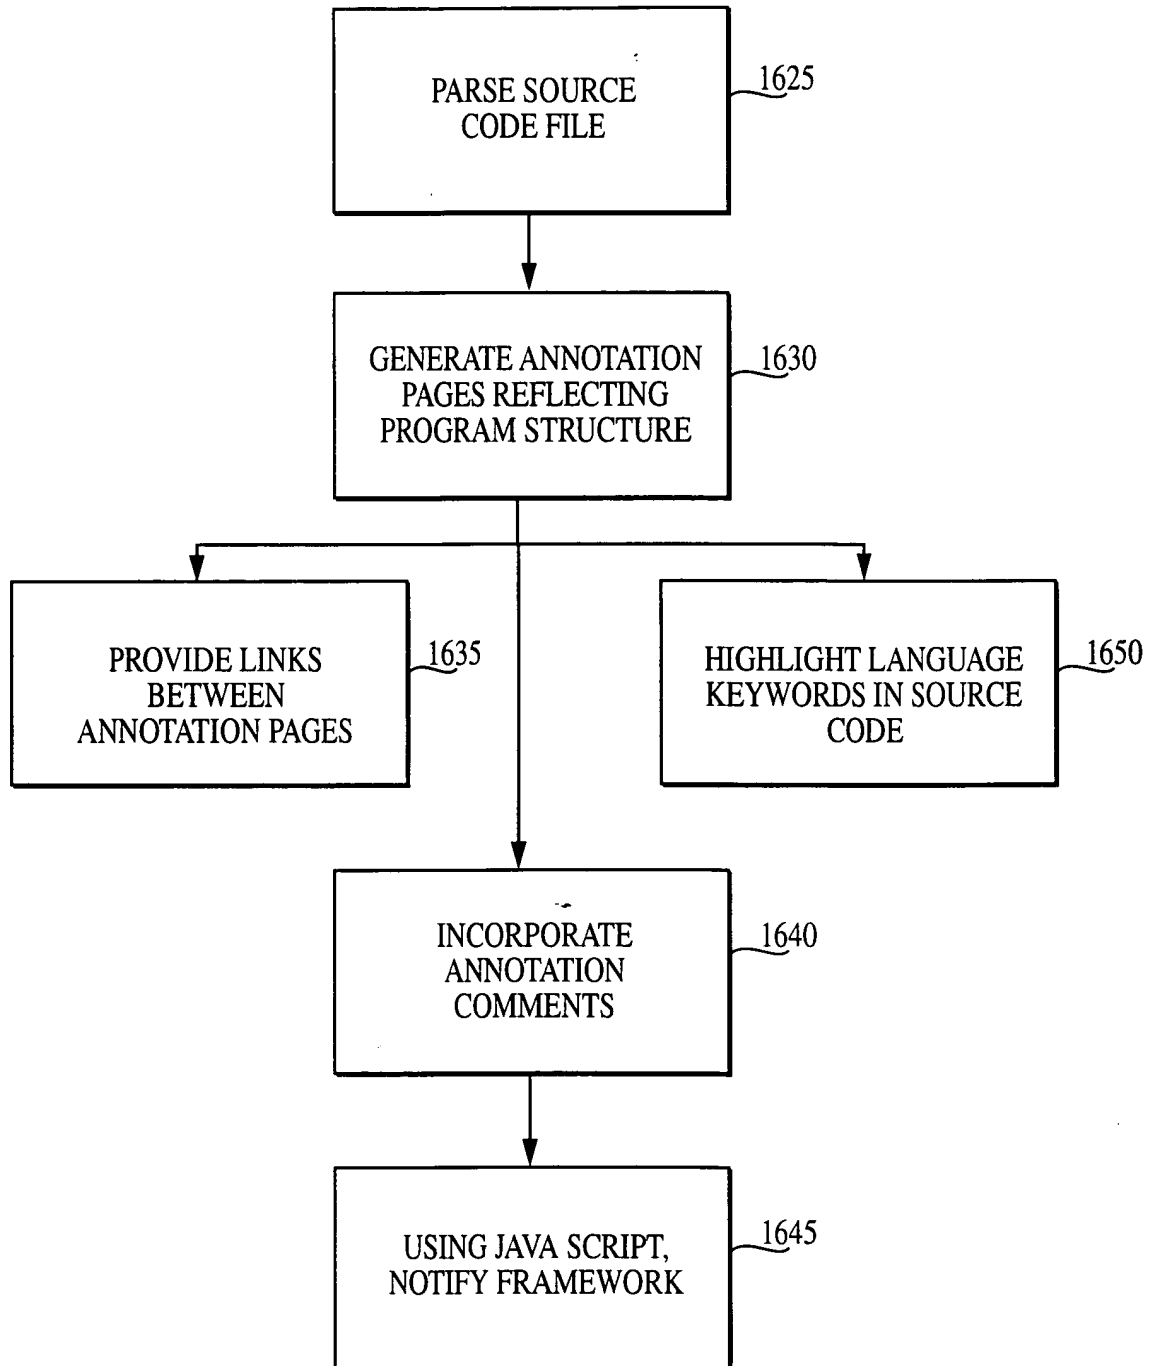 PARSE SOURCE
CODE FILE
1625
GENERATE ANNOTATION
PAGES REFLECTING
PROGRAM STRUCTURE
1630
PROVIDE LINKS
BETWEEN
ANNOTATION PAGES
1635
HIGHLIGHT LANGUAGE
KEYWORDS IN SOURCE
CODE
1650
INCORPORATE
ANNOTATION
COMMENTS
1640
USING JAVA SCRIPT,
NOTIFY FRAMEWORK
1645